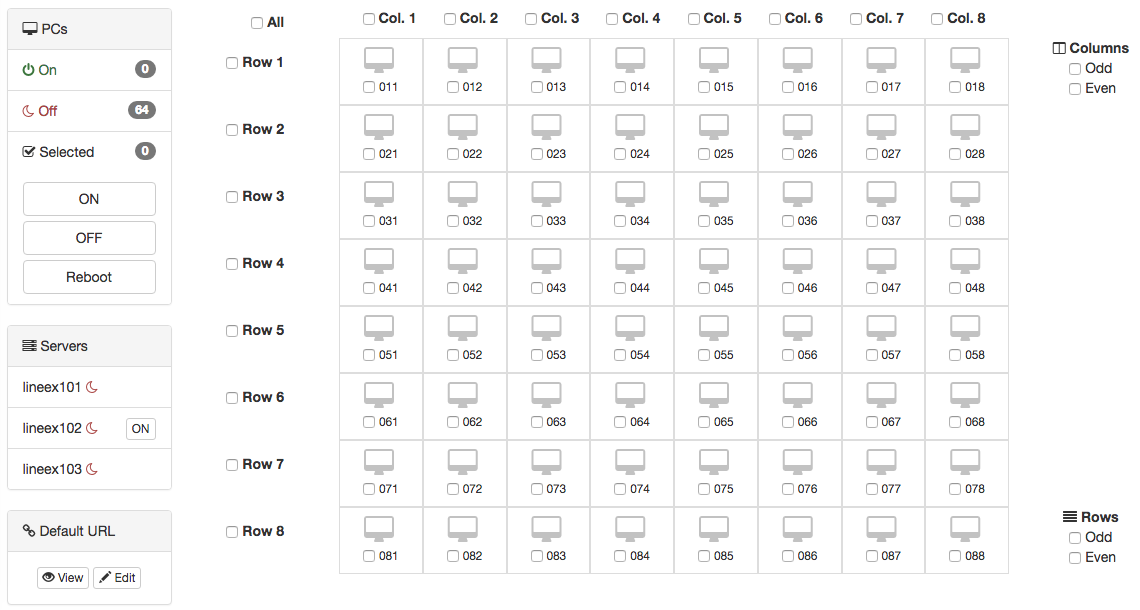 PCs
On 0
Off 64
Selected 0
ON
OFF
Reboot
Servers
lineex101
lineex102 ON
lineex103
Default URL
View Edit
All Col. 1 Col. 2 Col. 3 Col. 4 Col. 5 Col. 6 Col. 7 Col. 8
Row 1
011 012 013 014 015 016 017 018
Row 2
021 022 023 024 025 026 027 028
Row 3
031 032 033 034 035 036 037 038
Row 4
041 042 043 044 045 046 047 048
Row 5
051 052 053 054 055 056 057 058
Row 6
061 062 063 064 065 066 067 068
Row 7
071 072 073 074 075 076 077 078
Row 8
081 082 083 084 085 086 087 088
Columns
Odd
Even
Rows
Odd
Even